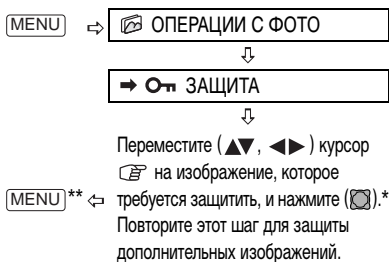 MENU ⇨ ОПЕРАЦИИ С ФОТО
➡ ЗАЩИТА
Переместите (▲▼, ◀▶) курсор
на изображение, которое
MENU** ⇦ требуется защитить, и нажмите ( ).*
Повторите этот шаг для защиты
дополнительных изображений.